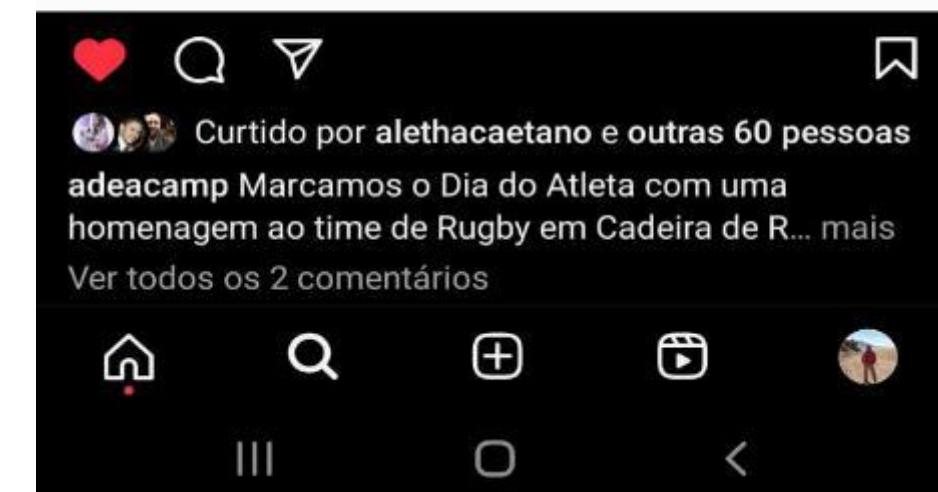 Curtido por alethacaetano e outras 60 pessoas
adeacamp Marcamos o Dia do Atleta com uma
homenagem ao time de Rugby em Cadeira de R... mais
Ver todos os 2 comentários